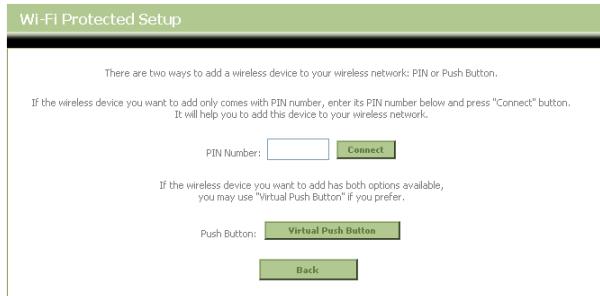 Wi-Fi Protected Setup
There are two ways to add a wireless device to your wireless network: PIN or Push Button.
If the wireless device you want to add only comes with PIN number, enter its PIN number below and press "Connect" button.
It will help you to add this device to your wireless network.
PIN Number: Connect
If the wireless device you want to add has both options available,
you may use "Virtual Push Button" if you prefer.
Push Button: Virtual Push Button
Back